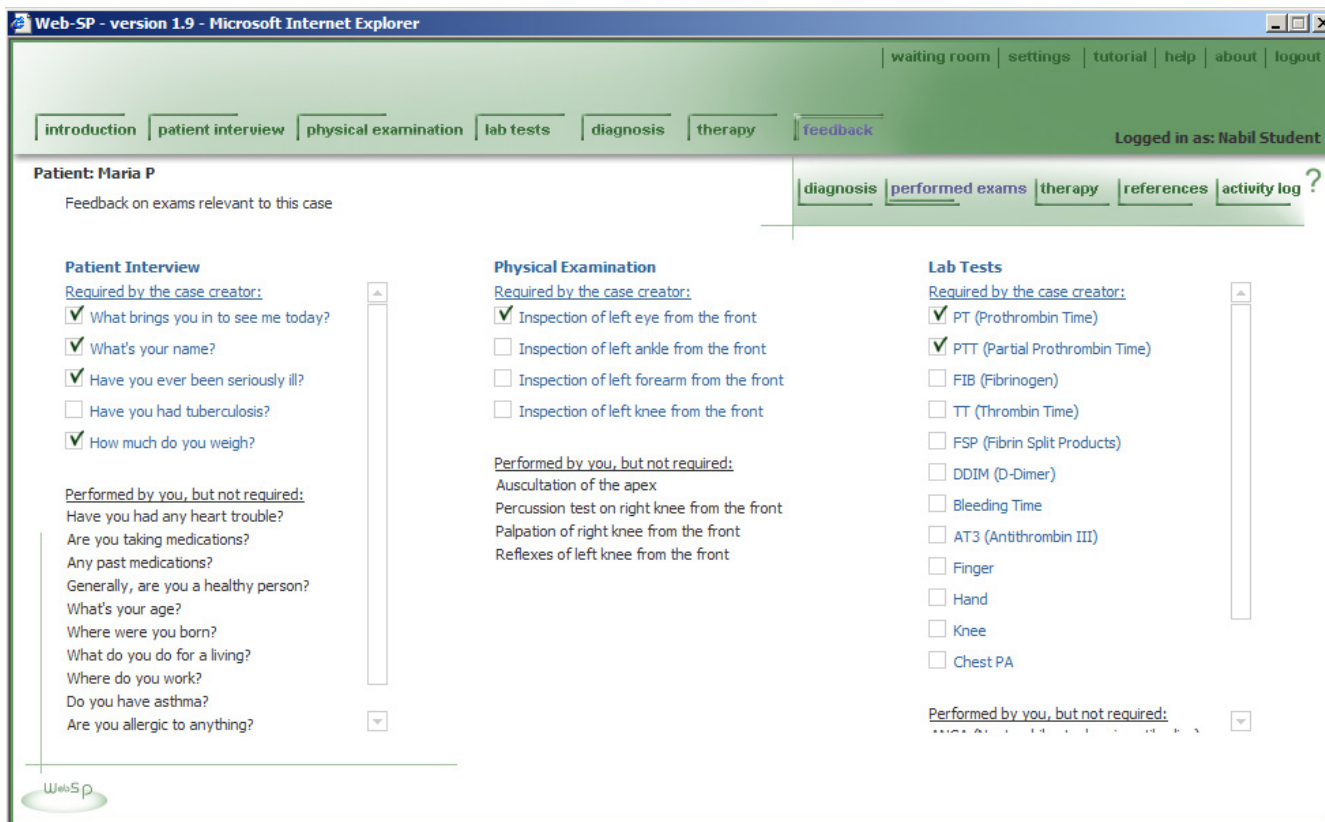 Web-SP - version 1.9 - Microsoft Internet Explorer
waiting room | settings | tutorial | help | about | logout
introduction patient interview physical examination lab tests diagnosis therapy feedback
Logged in as: Nabil Student
Patient: Maria P
Feedback on exams relevant to this case
diagnosis performed exams therapy references activity log ?
Patient Interview
Required by the case creator:
What brings you in to see me today?
What's your name?
Have you ever been seriously ill?
Have you had tuberculosis?
How much do you weigh?
Performed by you, but not required:
Have you had any heart trouble?
Are you taking medications?
Any past medications?
Generally, are you a healthy person?
What's your age?
Where were you born?
What do you do for a living?
Where do you work?
Do you have asthma?
Are you allergic to anything?
Physical Examination
Required by the case creator:
Inspection of left eye from the front
Inspection of left ankle from the front
Inspection of left forearm from the front
Inspection of left knee from the front
Performed by you, but not required:
Auscultation of the apex
Percussion test on right knee from the front
Palpation of right knee from the front
Reflexes of left knee from the front
Lab Tests
Required by the case creator:
PT (Prothrombin Time)
PTT (Partial Prothrombin Time)
FIB (Fibrinogen)
TT (Thrombin Time)
FSP (Fibrin Split Products)
DDIM (D-Dimer)
Bleeding Time
AT3 (Antithrombin III)
Finger
Hand
Knee
Chest PA
Performed by you, but not required:
WebSp